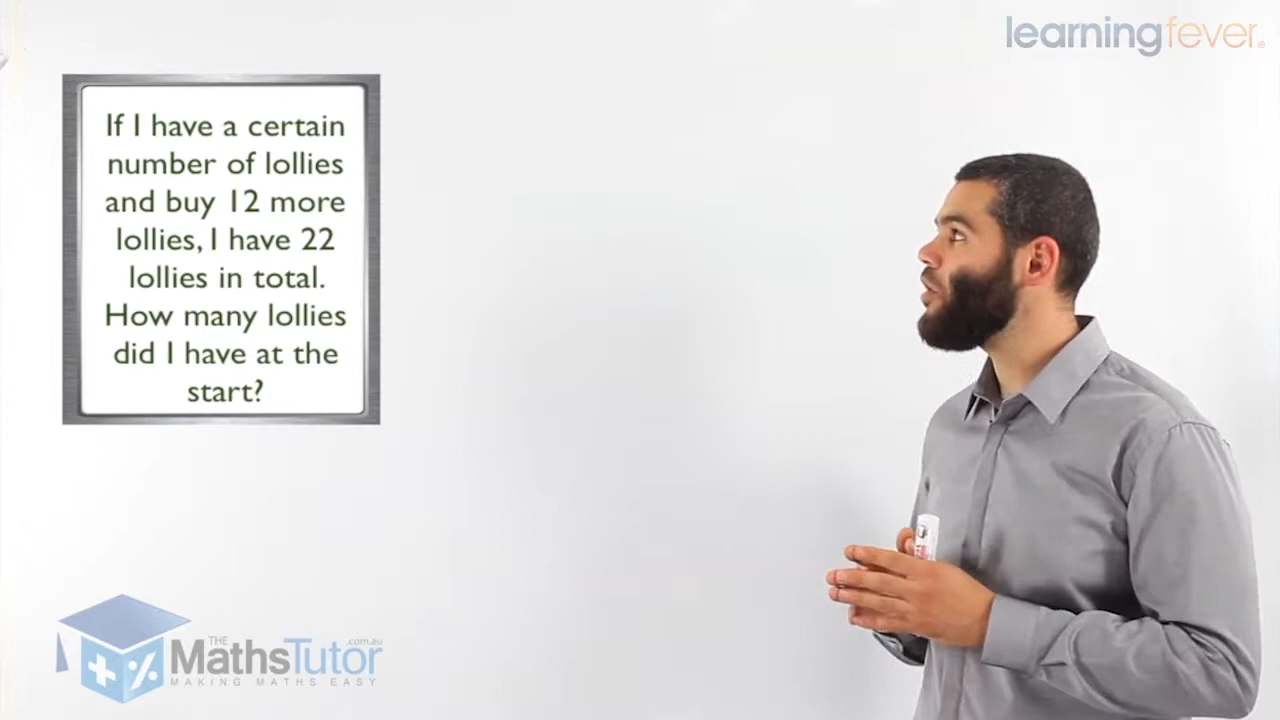 learningfever.
If I have a certain
number of lollies
and buy 12 more
lollies, I have 22
lollies in total.
How many lollies
did I have at the
start?
THE MathsTutor .com.au
MAKING MATHS EASY